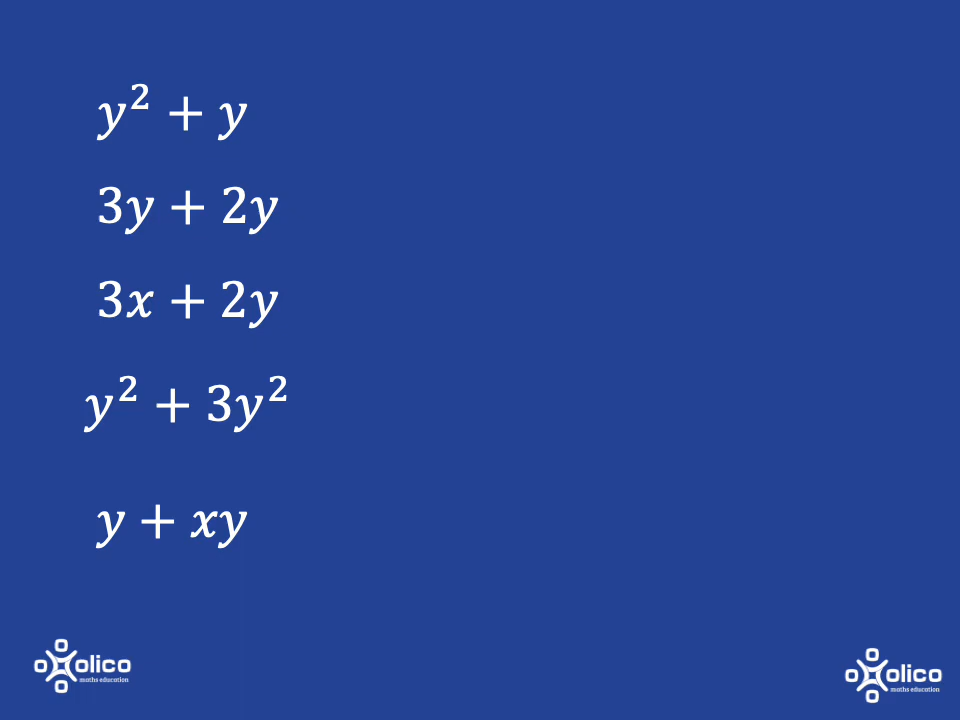 y² + y
3y + 2y
3x + 2y
y² + 3y²
y + xy
olico
maths education
olico
maths education